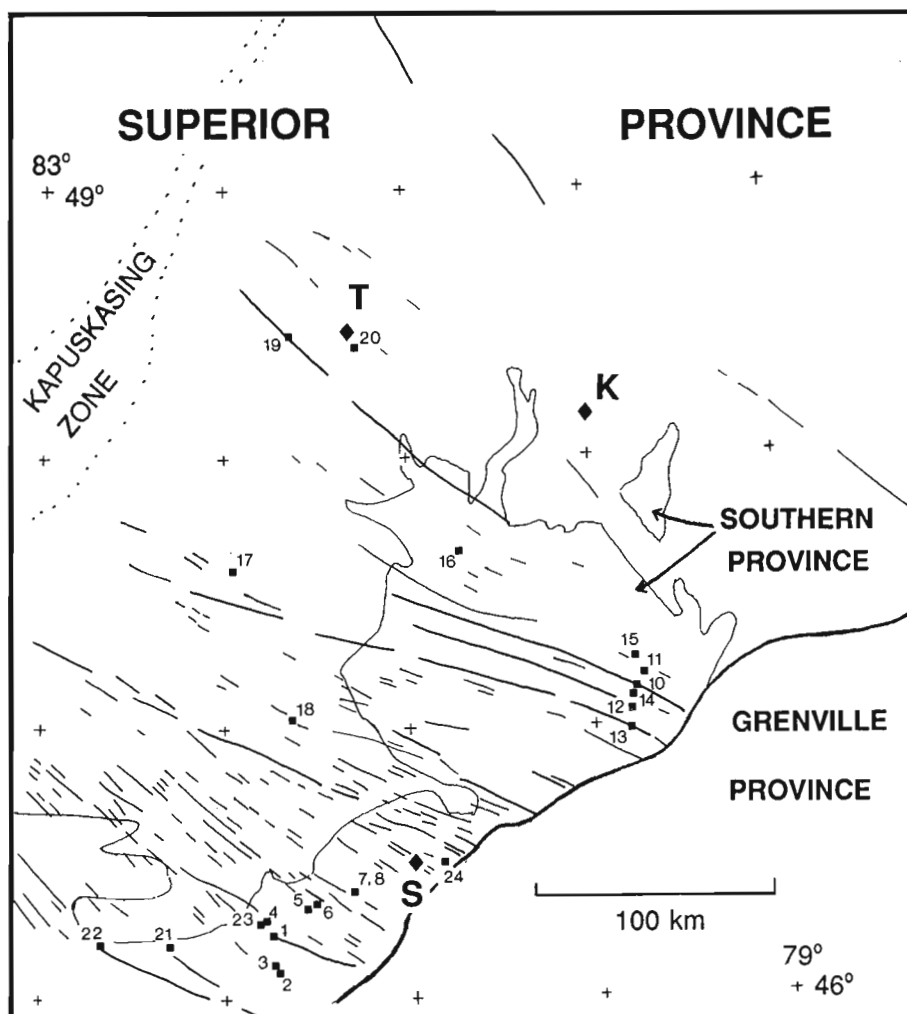 SUPERIOR PROVINCE
83°
49°
KAPUSKASING
ZONE
T
20
19
K
SOUTHERN
PROVINCE
16
17
15
11
10
14
12
13
18
GRENVILLE
PROVINCE
24
S
7,8
5
6
4
23
1
3
2
22
21
100 km
79°
46°